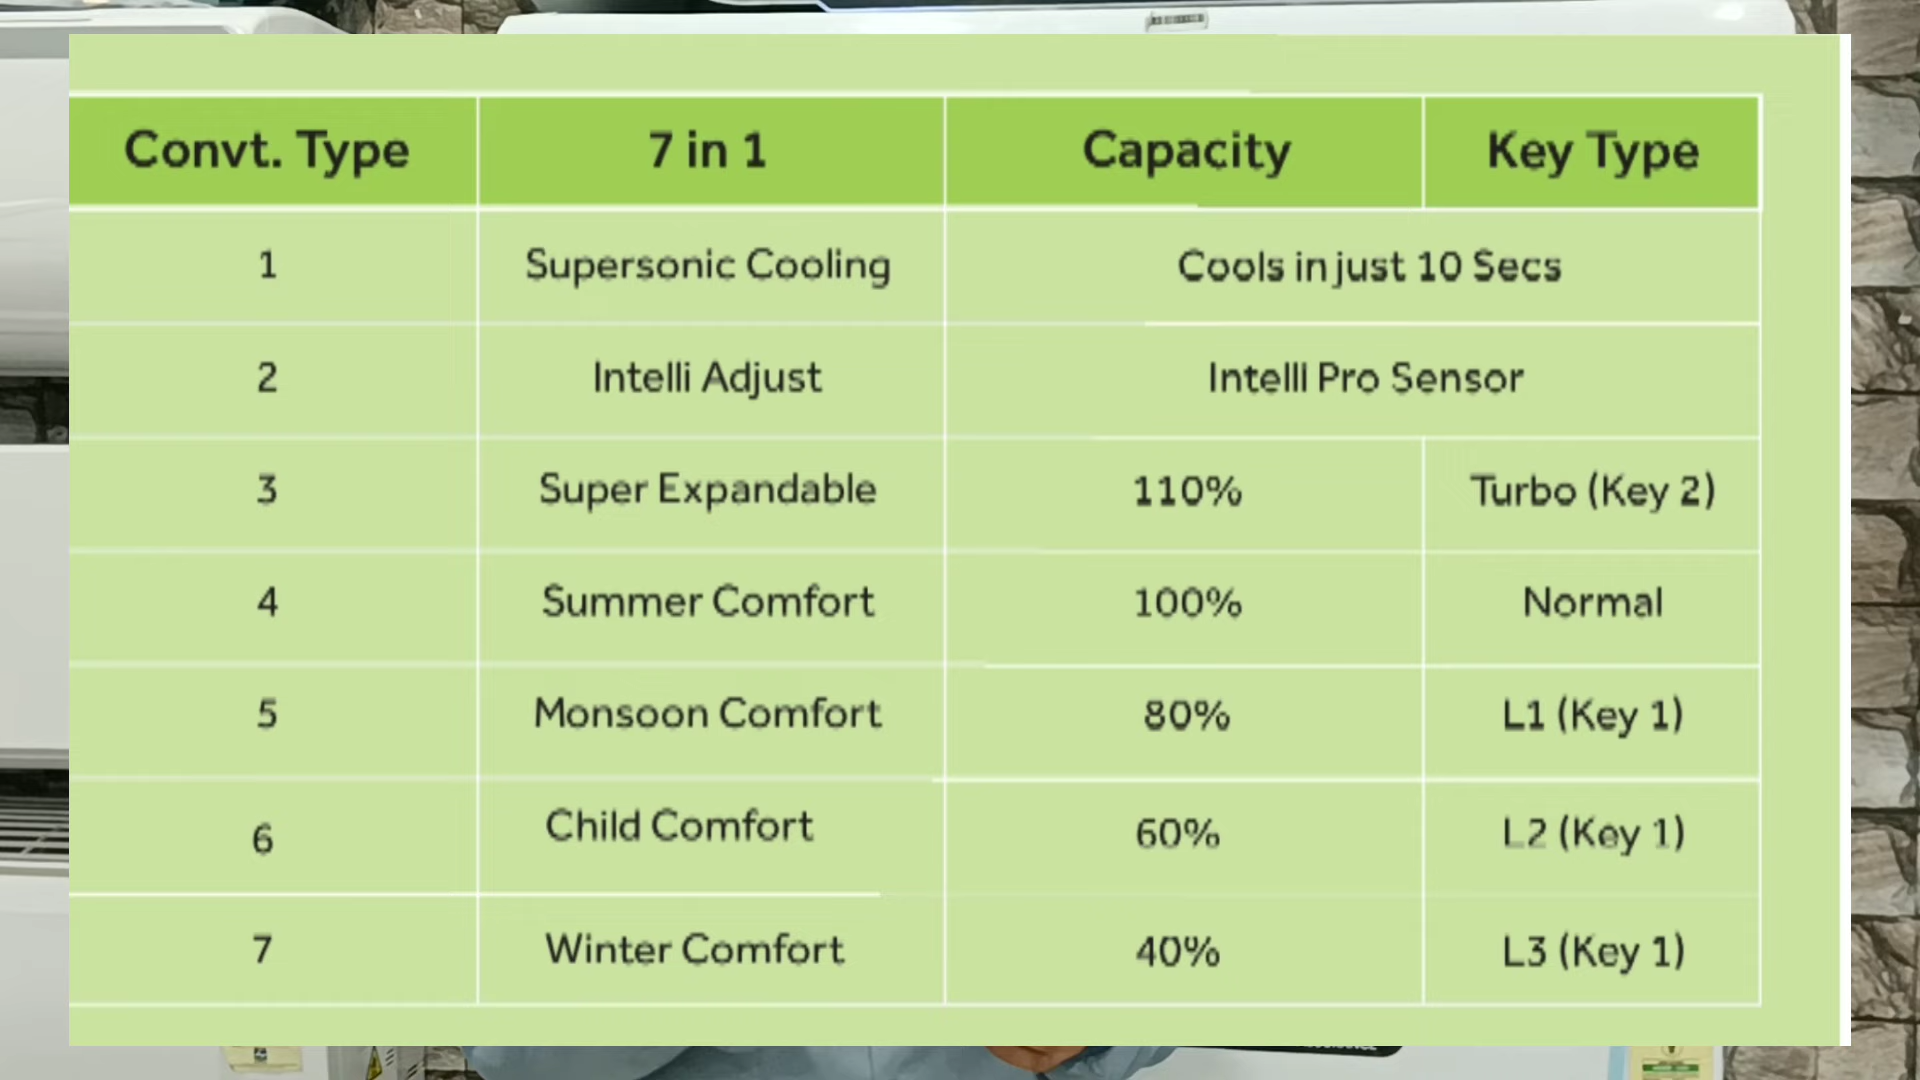 Convt. Type 7 in 1 Capacity Key Type
1 Supersonic Cooling Cools in just 10 Secs
2 Intelli Adjust Intelll Pro Sensor
3 Super Expandable 110% Turbo (Key 2)
4 Summer Comfort 100% Normal
5 Monsoon Comfort 80% L1 (Key 1)
6 Child Comfort 60% L2 (Key 1)
7 Winter Comfort 40% L3 (Key 1)